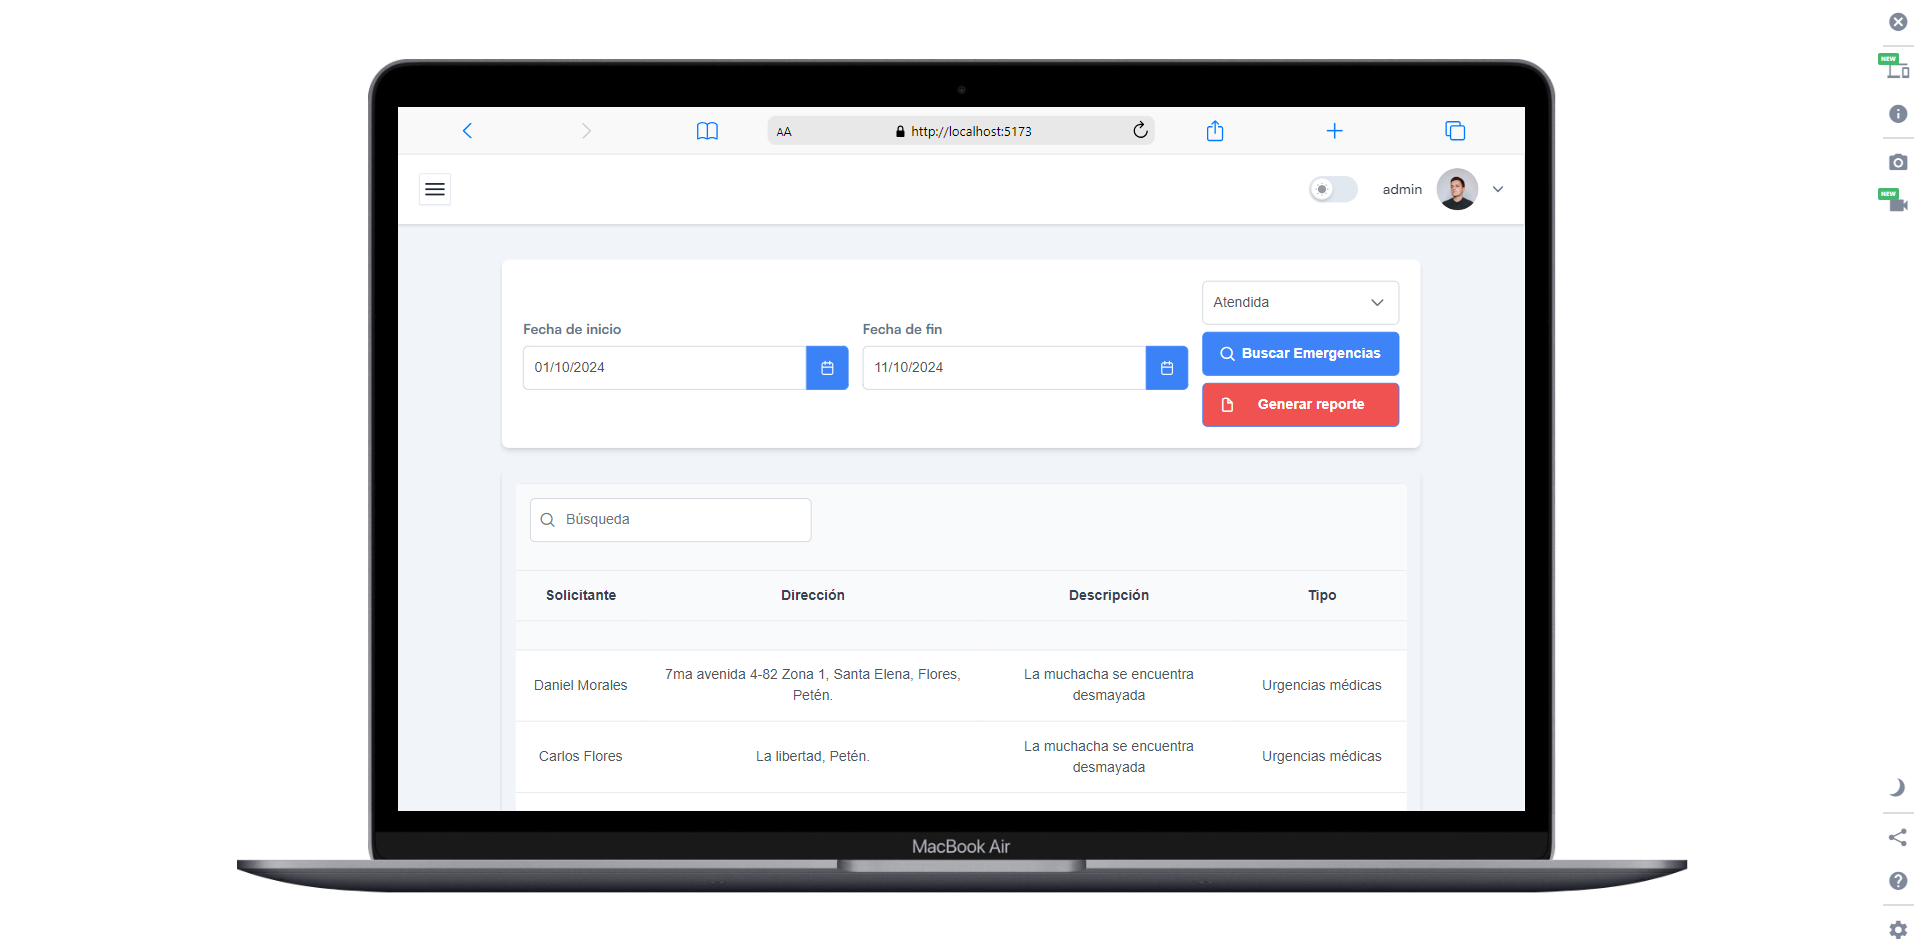 NEW
AA
http://localhost:5173
NEW
admin
Atendida
Fecha de inicio
Fecha de fin
01/10/2024
11/10/2024
Buscar Emergencias
Generar reporte
Búsqueda
Solicitante
Dirección
Descripción
Tipo
Daniel Morales
7ma avenida 4-82 Zona 1, Santa Elena, Flores,
Petén.
La muchacha se encuentra
desmayada
Urgencias médicas
Carlos Flores
La libertad, Petén.
La muchacha se encuentra
desmayada
Urgencias médicas
MacBook Air